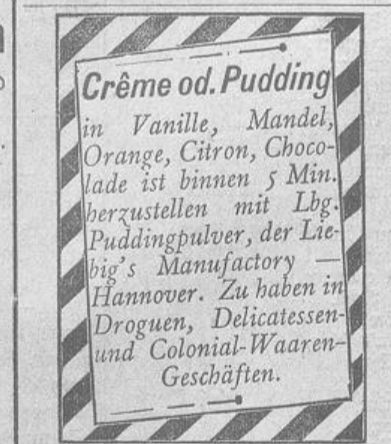 Crême od. Pudding
in Vanille, Mandel,
Orange, Citron, Choco-
lade ist binnen 5 Min.
herzustellen mit Lbg.
Puddingpulver, der Lie-
big's Manufactory —
Hannover. Zu haben in
Droguen, Delicatessen-
und Colonial-Waaren-
Geschäften.